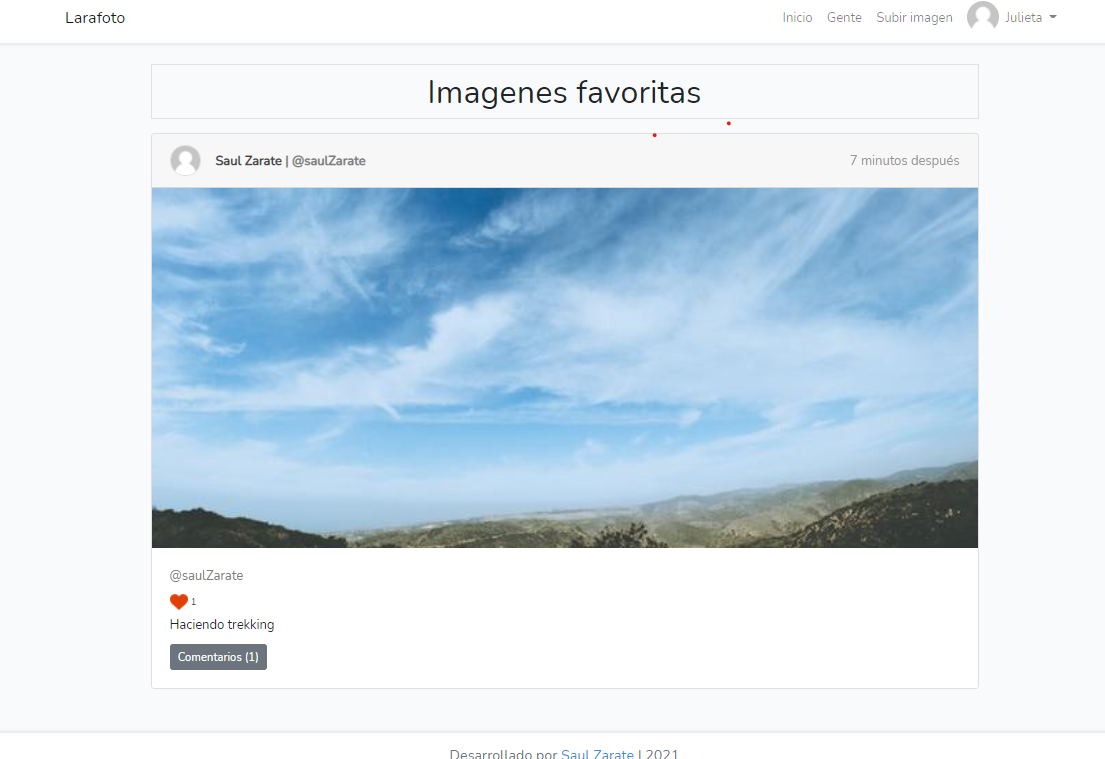 Larafoto
Inicio Gente Subir imagen Julieta
Imagenes favoritas
Saul Zarate | @saulZarate 7 minutos después
@saulZarate
1
Haciendo trekking
Comentarios (1)
Desarrollado por Saul Zarate | 2021